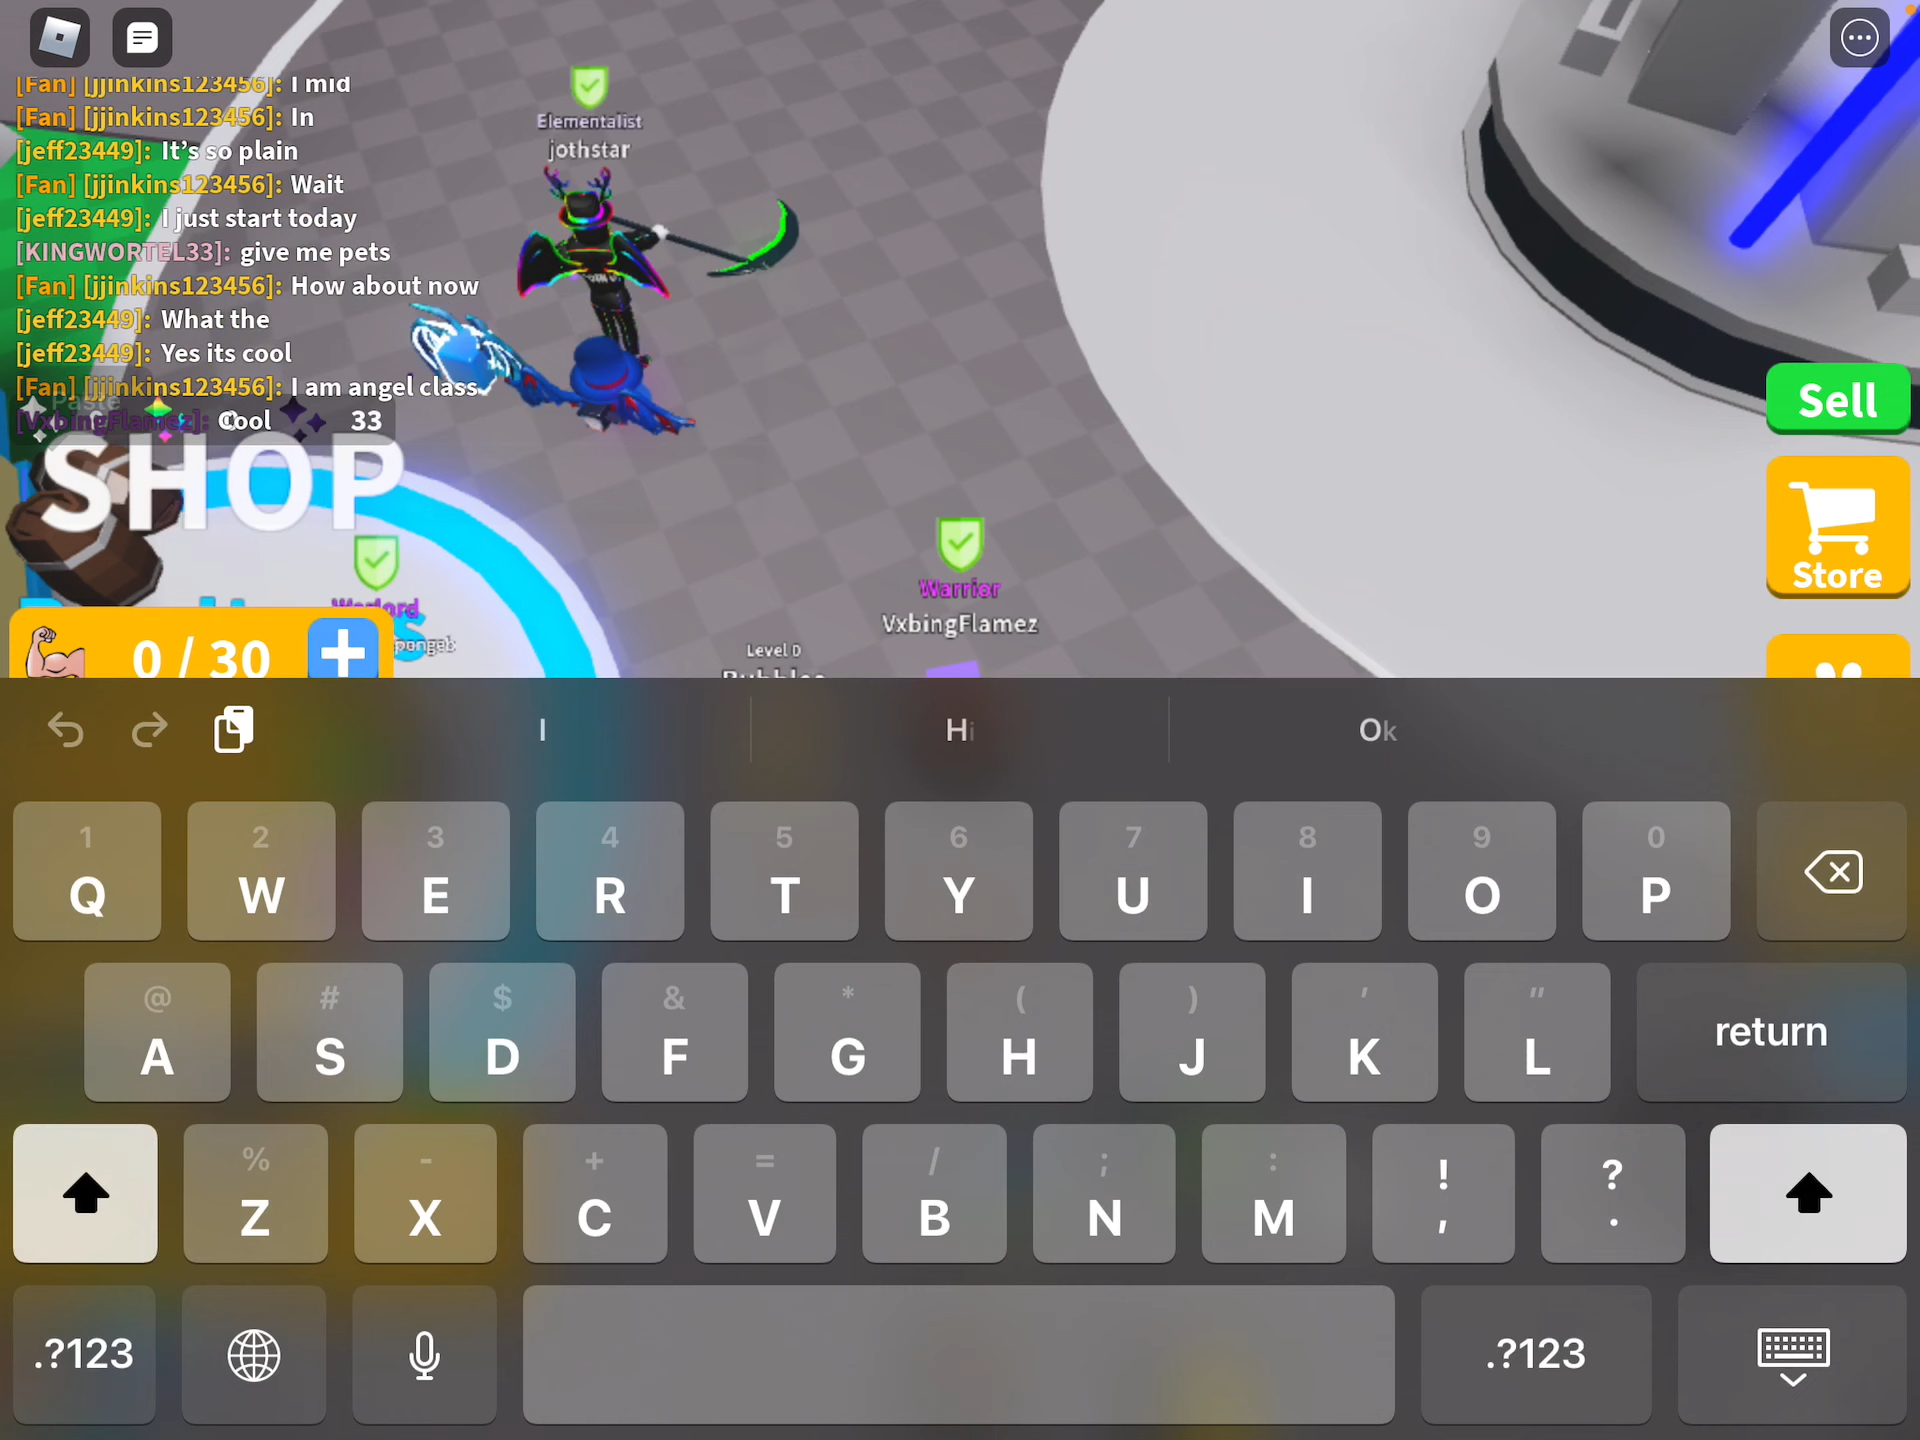 [Fan] [jjinkins123456]: I mid
[Fan] [jjinkins123456]: In
[jeff23449]: It's so plain
[Fan] [jjinkins123456]: Wait
[jeff23449]: I just start today
[KINGWORTEL33]: give me pets
[Fan] [jjinkins123456]: How about now
[jeff23449]: What the
[jeff23449]: Yes its cool
[Fan] [jjinkins123456]: I am angel class
Paste
[VxbingFlamez]: Cool
33
Elementalist
jothstar
SHOP
Sell
Store
Warrior
VxbingFlamez
Warlord
0 / 30
Level 0
Bubbles
I
Hi
Ok
1 2 3 4 5 6 7 8 9 0
Q W E R T Y U I O P
@ # $ & * ( ) ' "
A S D F G H J K L return
% - + = / ; : ! ?
Z X C V B N M , .
.?123 .?123